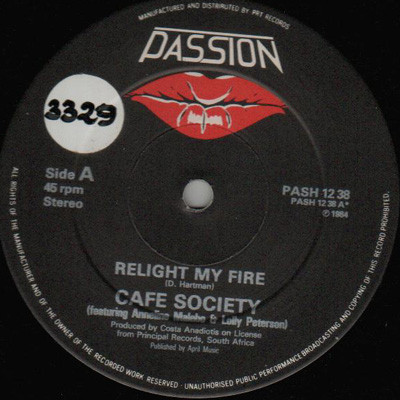 MANUFACTURED AND DISTRIBUTED BY PRT RECORDS
PASSION
3329
Side A
45 rpm
Stereo
PASH 12 38
PASH 12 38 A*
℗ 1984
RELIGHT MY FIRE
(D. Hartman)
CAFE SOCIETY
(featuring Anneline Malebo & Lolly Peterson)
Produced by Costa Anadiotis on License
from Principal Records, South Africa
Published by April Music
ALL RIGHTS OF THE MANUFACTURER AND OF THE OWNER OF THE RECORDED WORK RESERVED · UNAUTHORISED PUBLIC PERFORMANCE BROADCASTING AND COPYING OF THIS RECORD PROHIBITED.